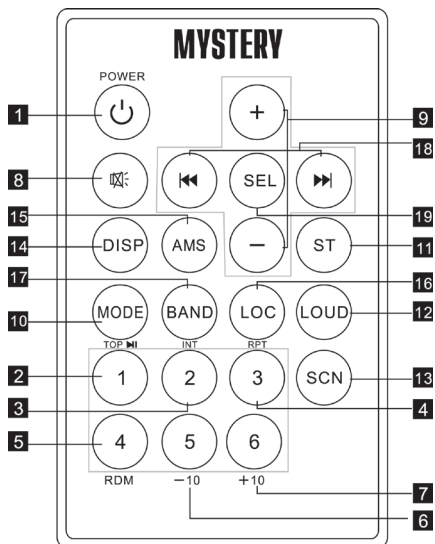 MYSTERY
POWER
1
+
9
18
8
SEL
19
15
14
DISP
AMS
−
ST
11
17
16
10
MODE
BAND
LOC
LOUD
12
TOP
INT
RPT
2
1
2
3
SCN
13
3
4
5
4
5
6
RDM
−10
+10
7
6